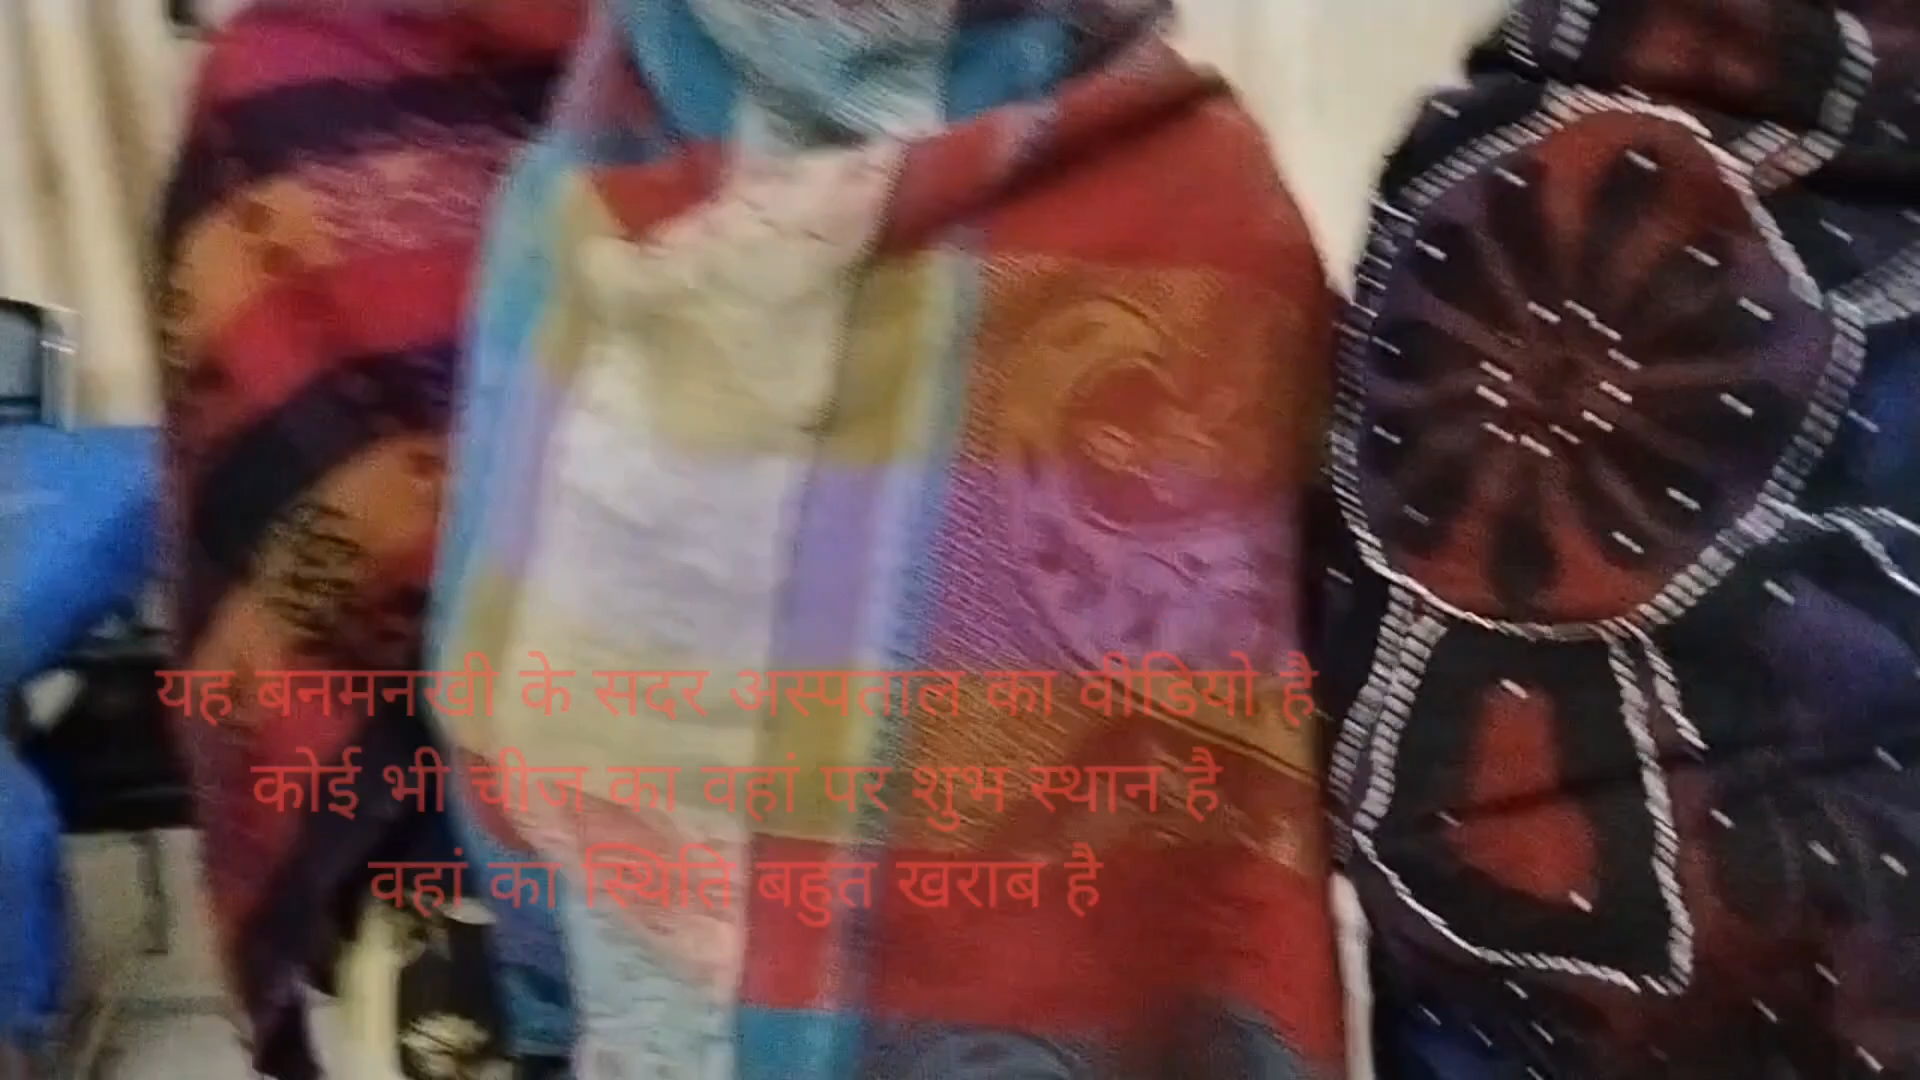 यह बनमनखी के सदर अस्पताल का वीडियो है
कोई भी चीज का वहां पर शुभ स्थान है
वहां का स्थिति बहुत खराब है